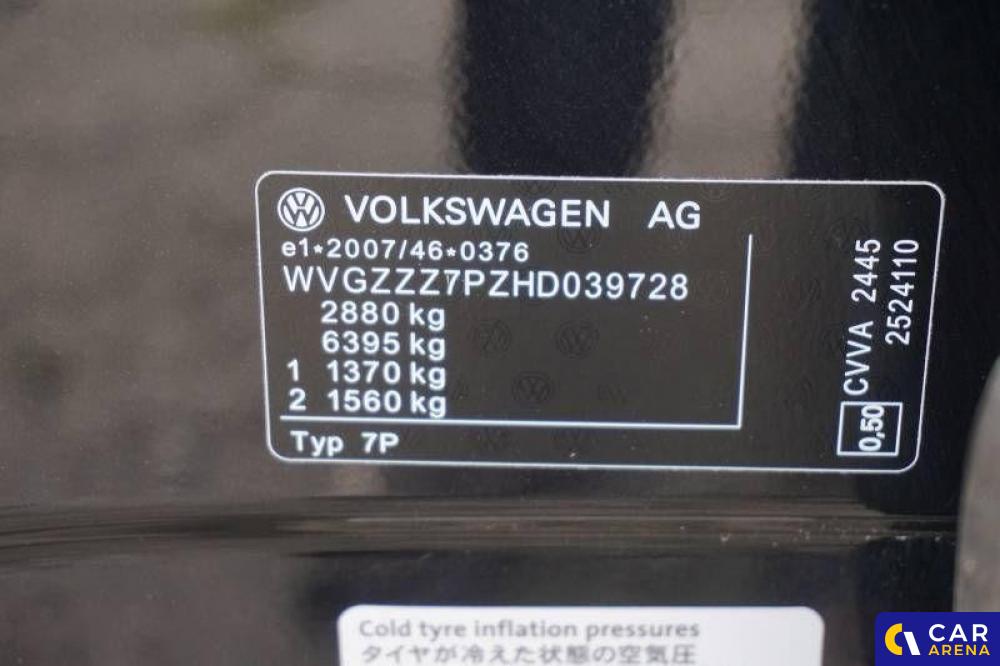 VOLKSWAGEN AG
e1*2007/46*0376
WVGZZZ7PZHD039728
2880 kg
6395 kg
1 1370 kg
2 1560 kg
Typ 7P
0,50 CVVA 2445
2524110
Cold tyre inflation pressures
タイヤが冷えた状態の空気圧
CAR
ARENA